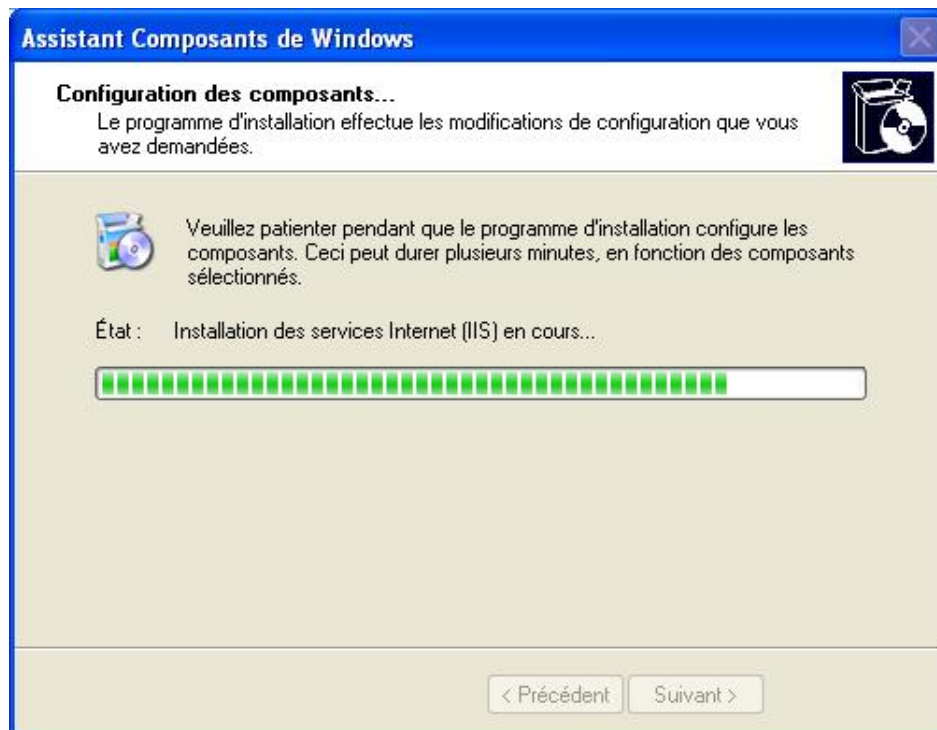 Assistant Composants de Windows
Configuration des composants...
Le programme d'installation effectue les modifications de configuration que vous
avez demandées.
Veuillez patienter pendant que le programme d'installation configure les
composants. Ceci peut durer plusieurs minutes, en fonction des composants
sélectionnés.
État : Installation des services Internet (IIS) en cours...
< Précédent Suivant >